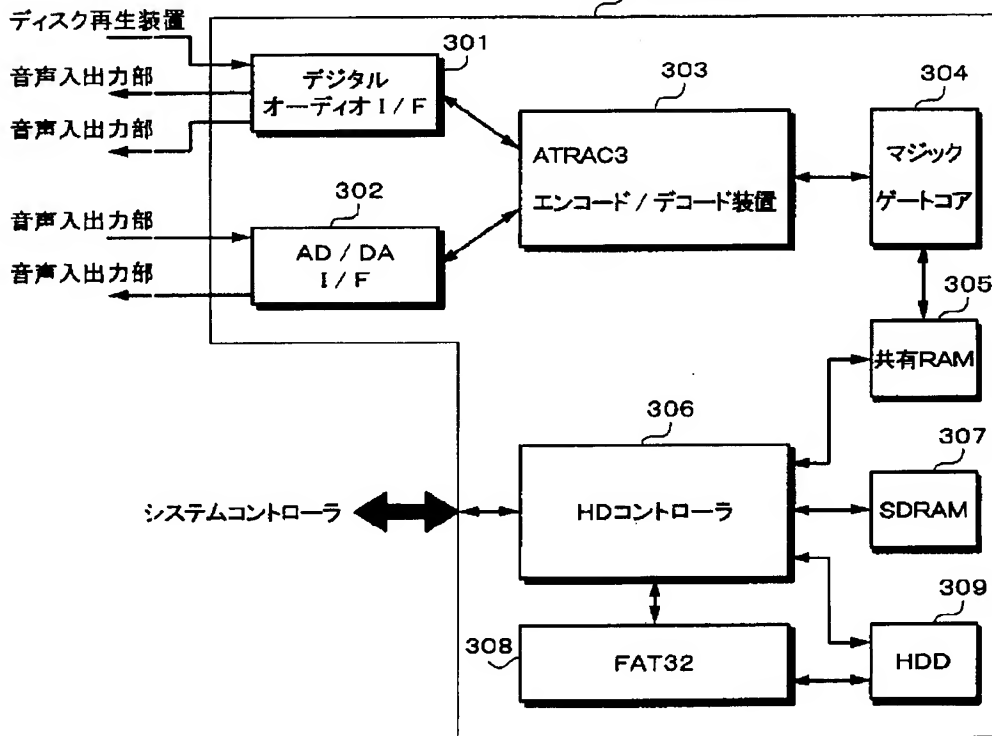 ディスク再生装置
音声入出力部
音声入出力部
301
デジタル
オーディオI/F
303
ATRAC3
エンコード/デコード装置
304
マジック
ゲートコア
音声入出力部
音声入出力部
302
AD/DA
I/F
305
共有RAM
306
HDコントローラ
システムコントローラ
307
SDRAM
308
FAT32
309
HDD